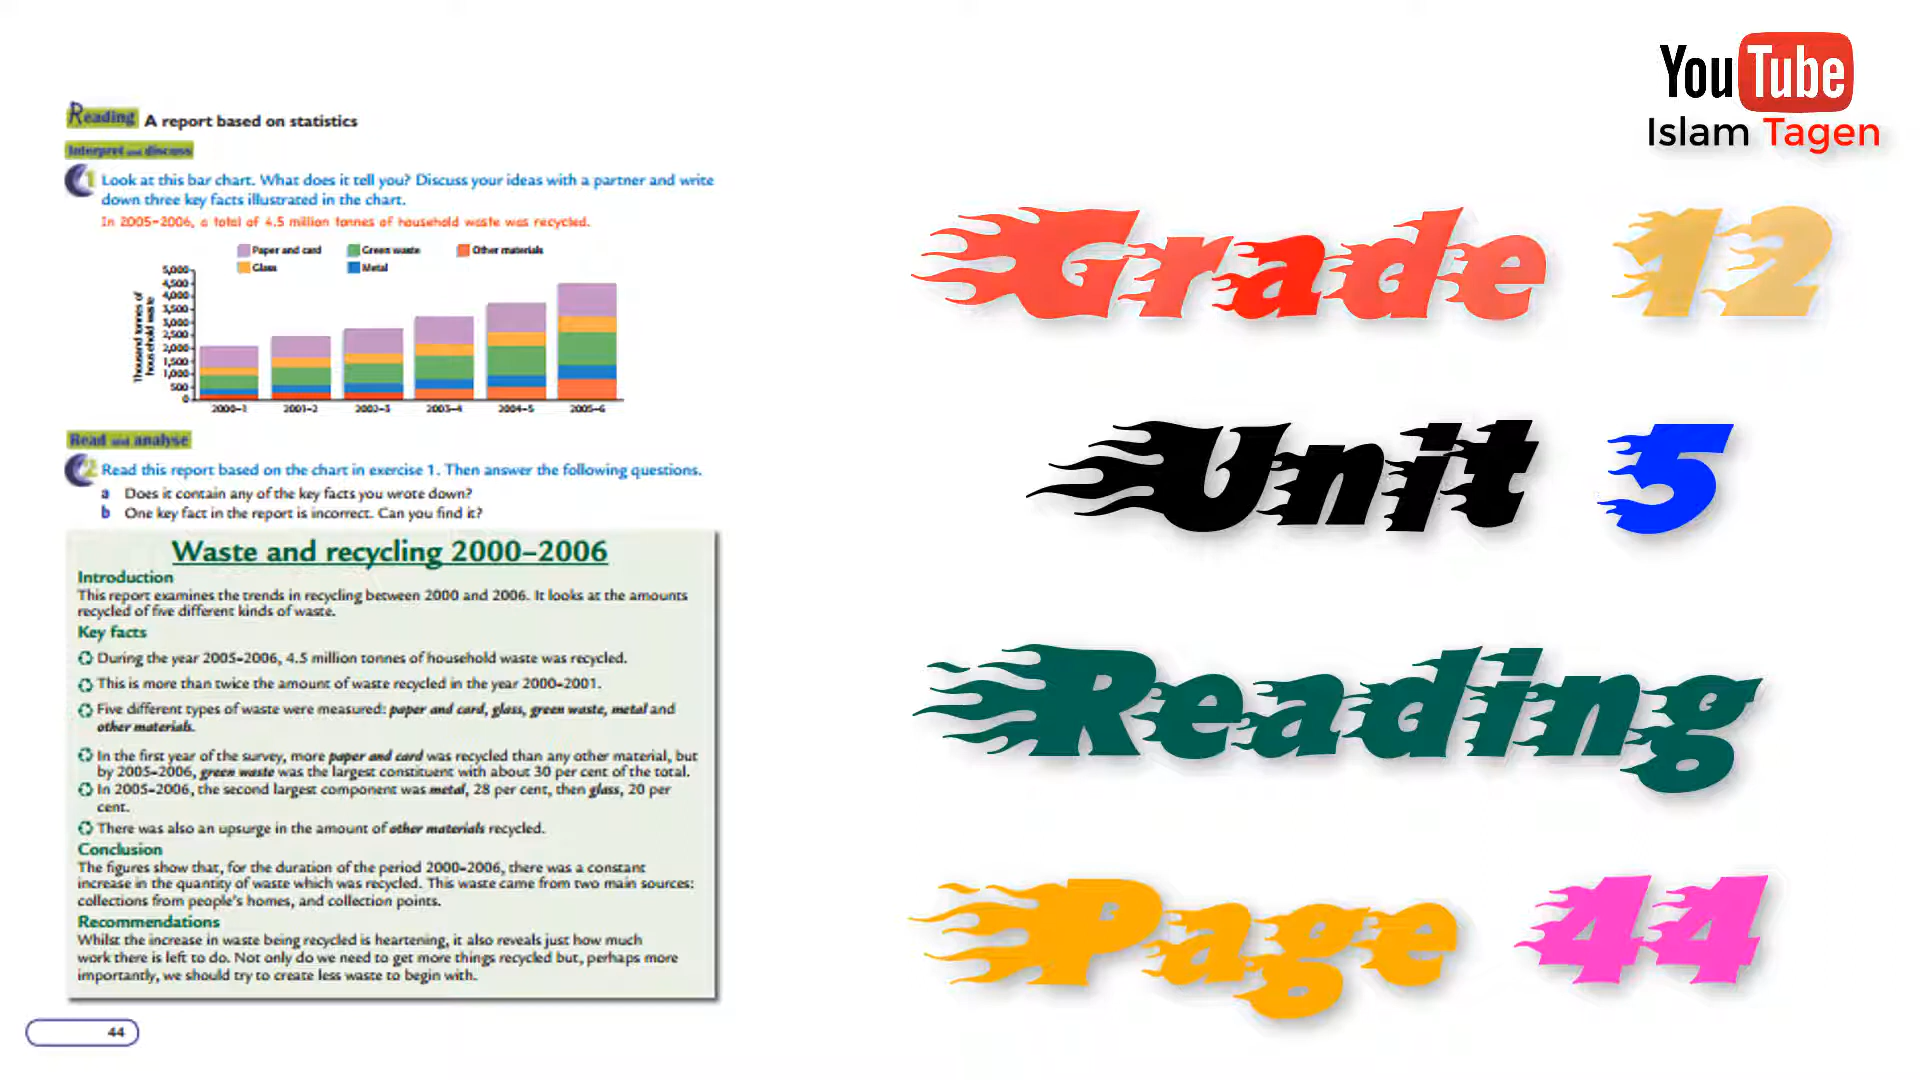 Reading A report based on statistics
Interpret and discuss
1 Look at this bar chart. What does it tell you? Discuss your ideas with a partner and write
down three key facts illustrated in the chart.
In 2005–2006, a total of 4.5 million tonnes of household waste was recycled.
Paper and card Green waste Other materials
Glass Metal
Thousand tonnes of
household waste
5,000
4,500
4,000
3,500
3,000
2,500
2,000
1,500
1,000
500
0
2000–1 2001–2 2002–3 2003–4 2004–5 2005–6
Read and analyse
2 Read this report based on the chart in exercise 1. Then answer the following questions.
a Does it contain any of the key facts you wrote down?
b One key fact in the report is incorrect. Can you find it?
Waste and recycling 2000–2006
Introduction
This report examines the trends in recycling between 2000 and 2006. It looks at the amounts
recycled of five different kinds of waste.
Key facts
During the year 2005–2006, 4.5 million tonnes of household waste was recycled.
This is more than twice the amount of waste recycled in the year 2000–2001.
Five different types of waste were measured: paper and card, glass, green waste, metal and
other materials.
In the first year of the survey, more paper and card was recycled than any other material, but
by 2005–2006, green waste was the largest constituent with about 30 per cent of the total.
In 2005–2006, the second largest component was metal, 28 per cent, then glass, 20 per
cent.
There was also an upsurge in the amount of other materials recycled.
Conclusion
The figures show that, for the duration of the period 2000–2006, there was a constant
increase in the quantity of waste which was recycled. This waste came from two main sources:
collections from people's homes, and collection points.
Recommendations
Whilst the increase in waste being recycled is heartening, it also reveals just how much
work there is left to do. Not only do we need to get more things recycled but, perhaps more
importantly, we should try to create less waste to begin with.
44
YouTube
Islam Tagen
Grade 12
Unit 5
Reading
Page 44